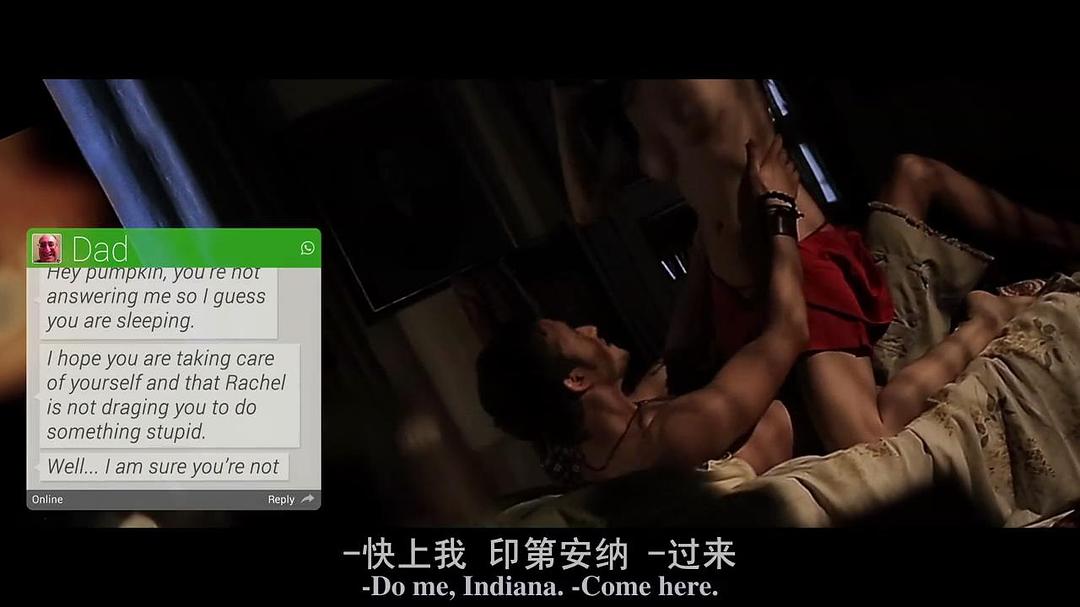 Dad
Hey pumpkin, you're not
answering me so I guess
you are sleeping.
I hope you are taking care
of yourself and that Rachel
is not draging you to do
something stupid.
Well... I am sure you're not
Online
Reply
-快上我 印第安纳 -过来
-Do me, Indiana. -Come here.